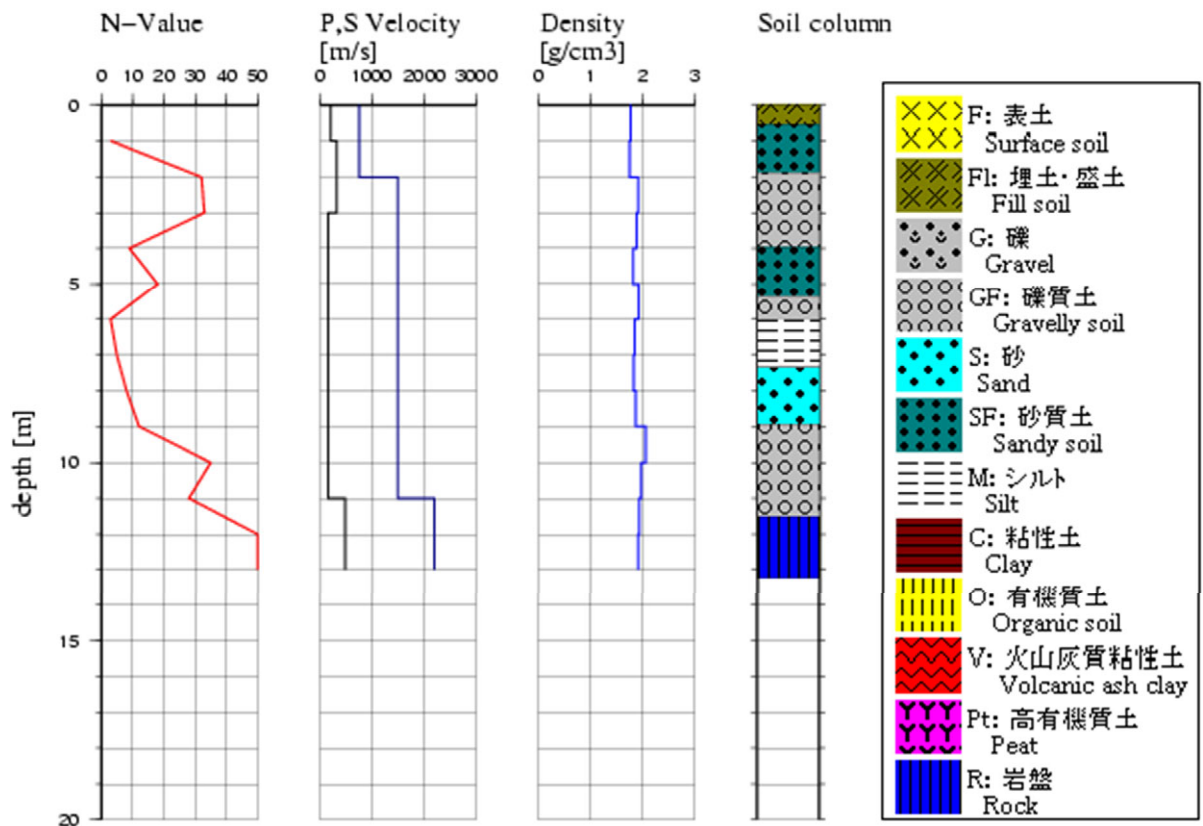 N-Value
0 10 20 30 40 50
P,S Velocity
[m/s]
0 1000 2000 3000
Density
[g/cm3]
0 1 2 3
Soil column
depth [m]
0
5
10
15
20
F: 表土
Surface soil
Fl: 埋土・盛土
Fill soil
G: 礫
Gravel
GF: 礫質土
Gravelly soil
S: 砂
Sand
SF: 砂質土
Sandy soil
M: シルト
Silt
C: 粘性土
Clay
O: 有機質土
Organic soil
V: 火山灰質粘性土
Volcanic ash clay
Pt: 高有機質土
Peat
R: 岩盤
Rock